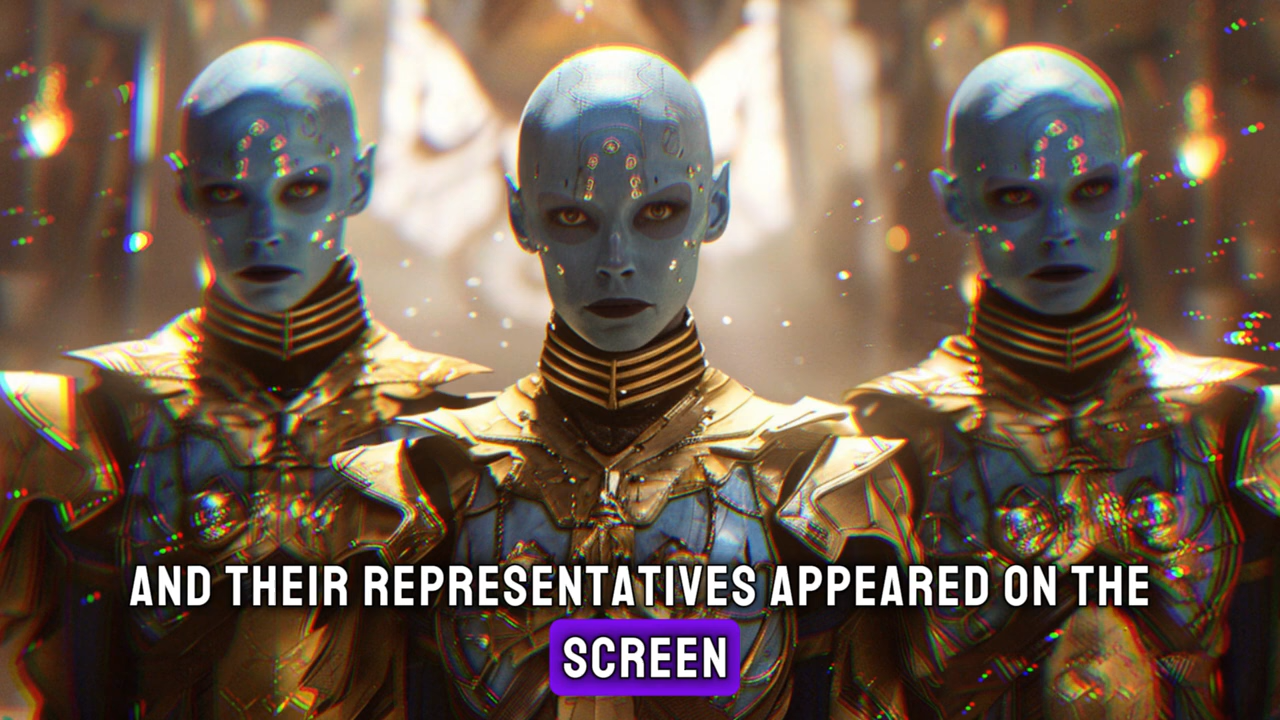 AND THEIR REPRESENTATIVES APPEARED ON THE
SCREEN